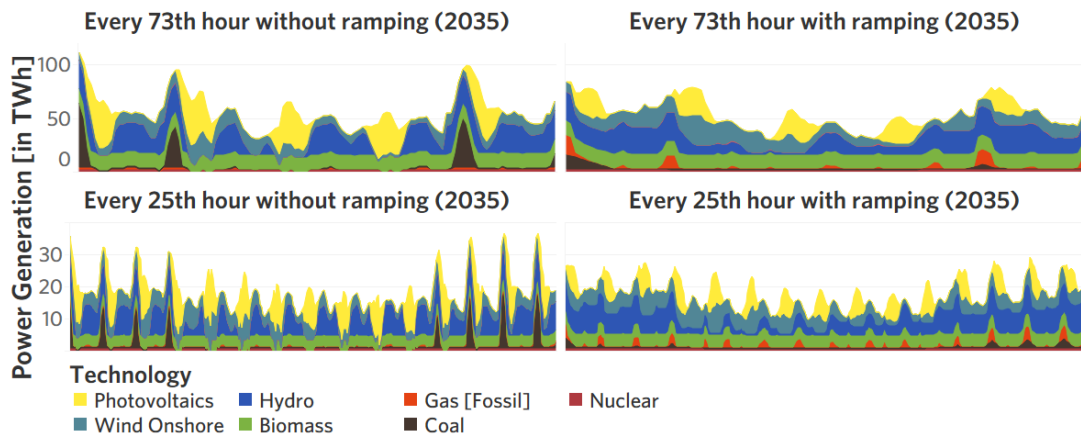 Every 73th hour without ramping (2035)
Every 73th hour with ramping (2035)
Power Generation [in TWh]
100
50
0
Every 25th hour without ramping (2035)
Every 25th hour with ramping (2035)
30
20
10
Technology
Photovoltaics Hydro Gas [Fossil] Nuclear
Wind Onshore Biomass Coal